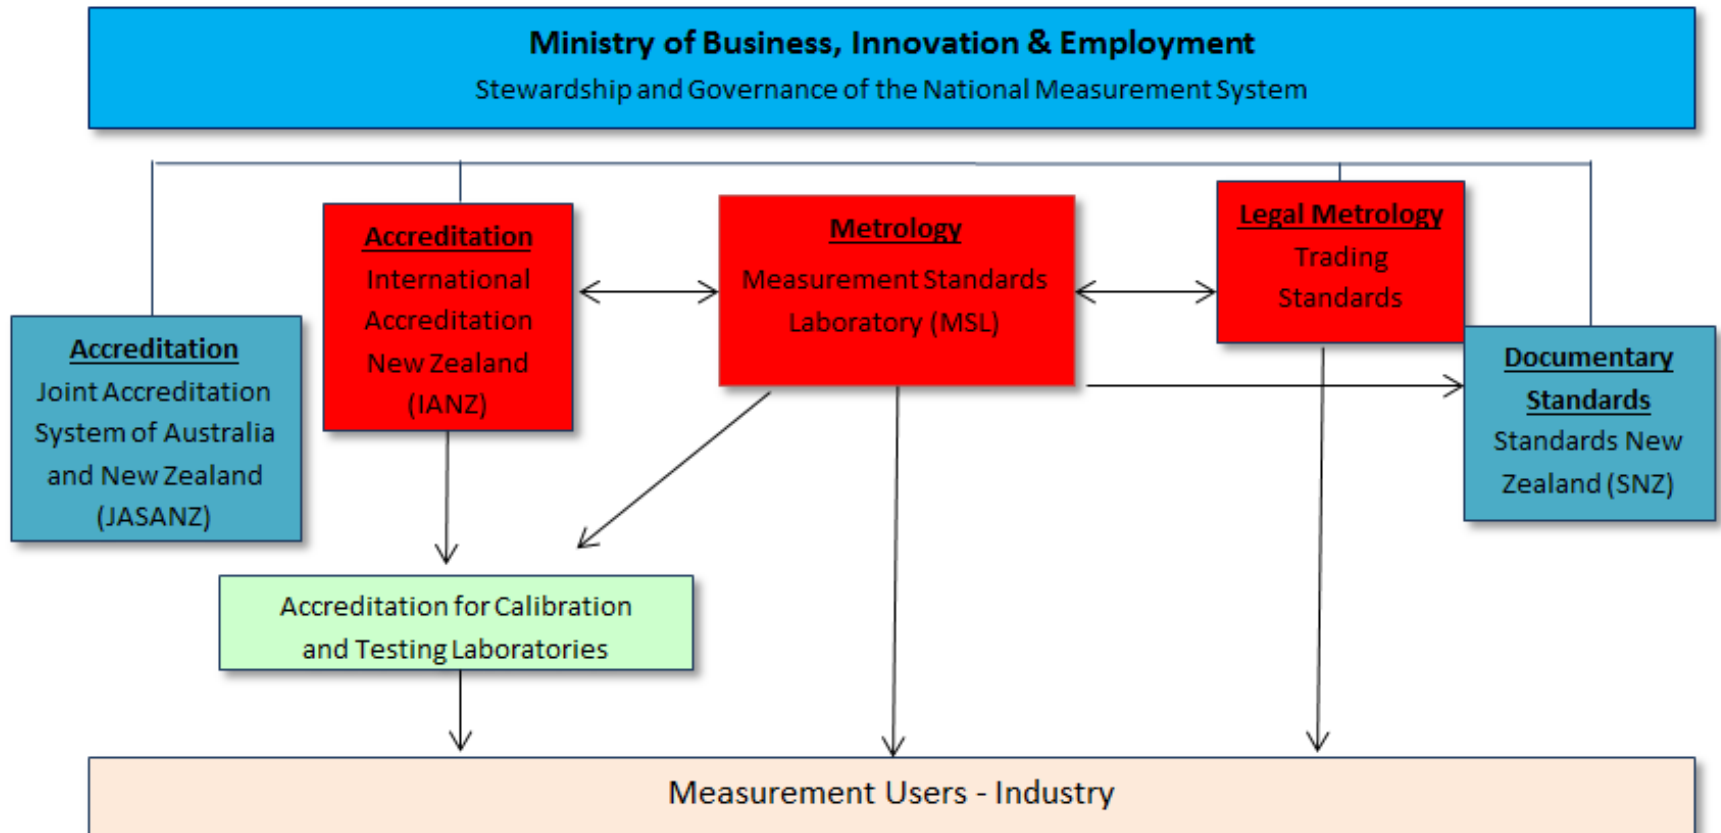 Ministry of Business, Innovation & Employment
Stewardship and Governance of the National Measurement System
Accreditation
Joint Accreditation
System of Australia
and New Zealand
(JASANZ)
Accreditation
International
Accreditation
New Zealand
(IANZ)
Metrology
Measurement Standards
Laboratory (MSL)
Legal Metrology
Trading
Standards
Documentary
Standards
Standards New
Zealand (SNZ)
Accreditation for Calibration
and Testing Laboratories
Measurement Users - Industry